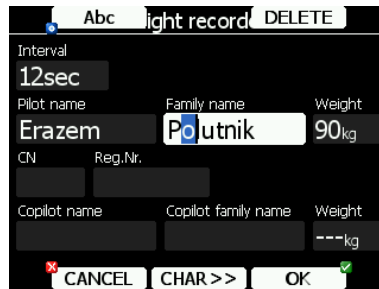 Abc ight record DELETE
Interval
12sec
Pilot name Family name Weight
Erazem Polutnik 90kg
CN Reg.Nr.
Copilot name Copilot family name Weight
---kg
CANCEL CHAR>> OK